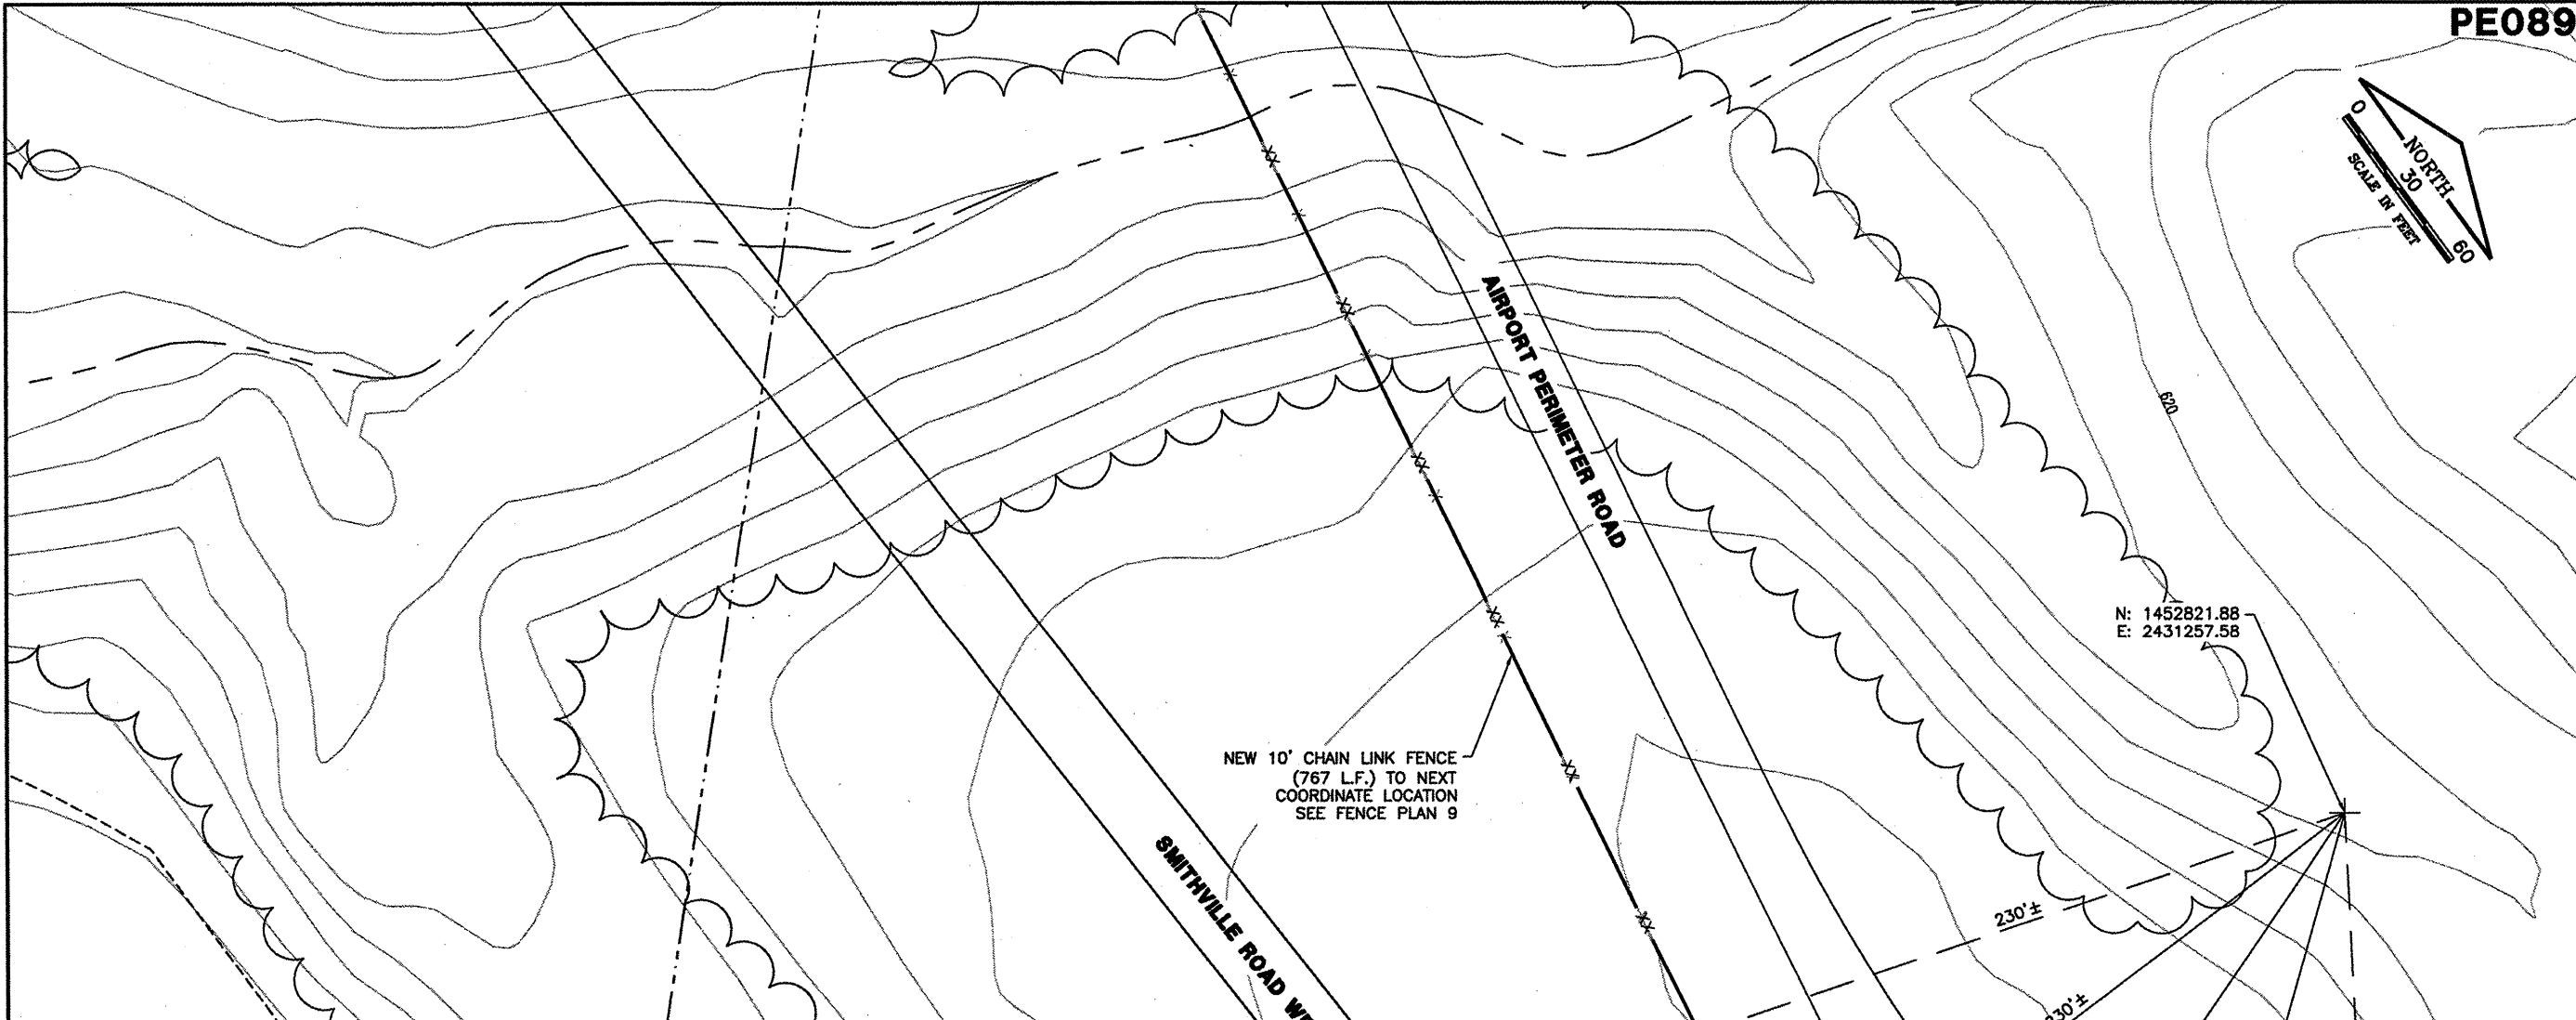 PE089
0
NORTH
30
SCALE IN FEET
60
AIRPORT PERIMETER ROAD
620
N: 1452821.88
E: 2431257.58
NEW 10' CHAIN LINK FENCE
(767 L.F.) TO NEXT
COORDINATE LOCATION
SEE FENCE PLAN 9
SMITHVILLE ROAD
230'±